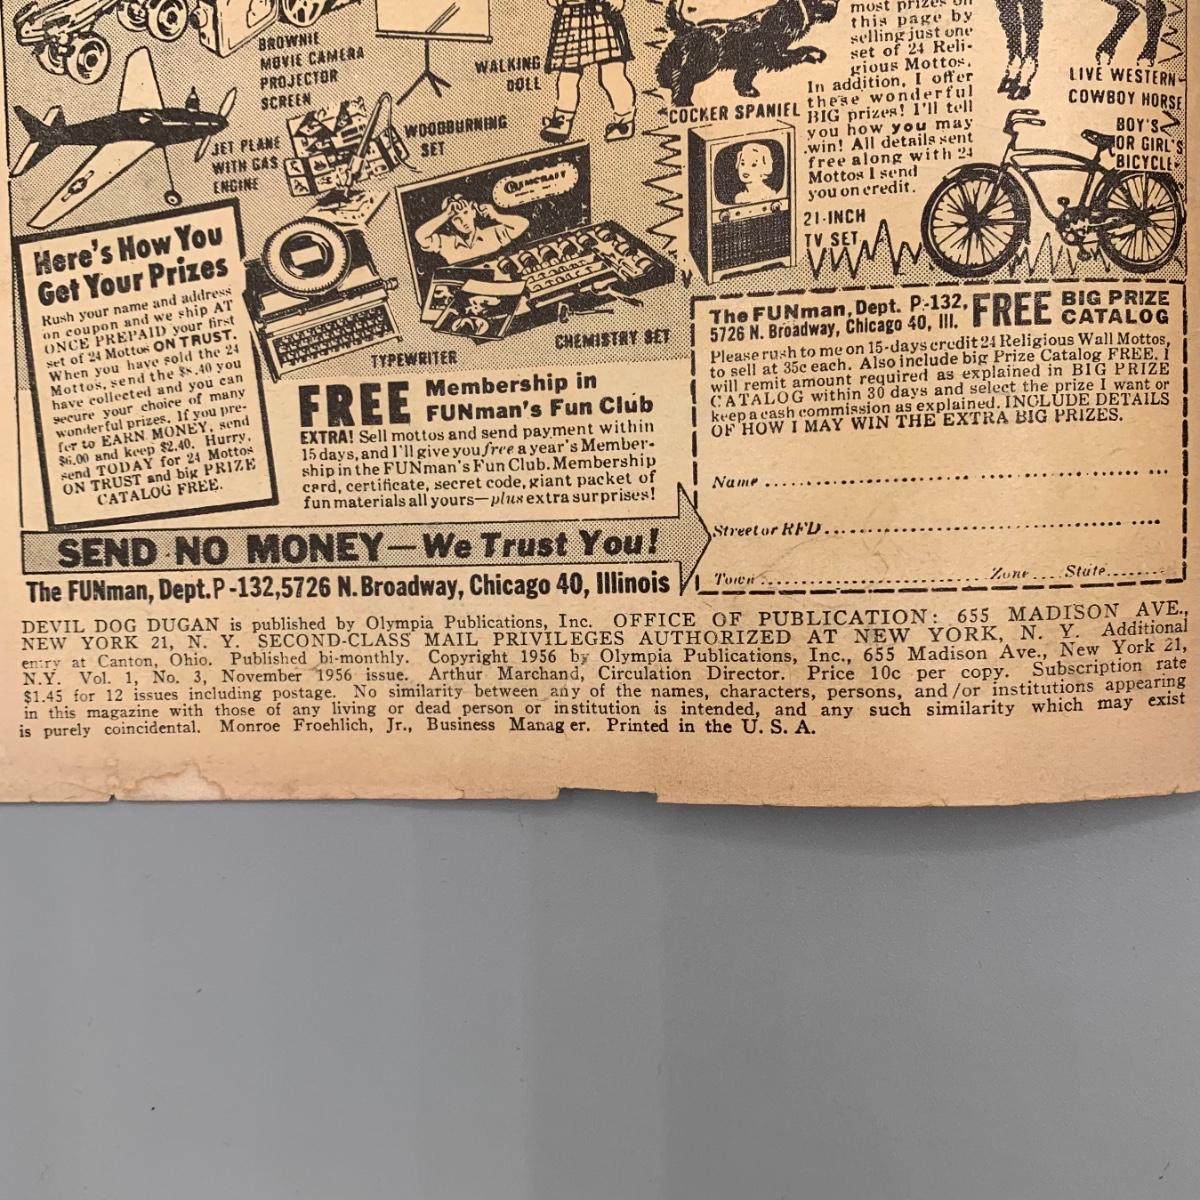 BROWNIE
MOVIE CAMERA
PROJECTOR
SCREEN
WALKING
DOLL
COCKER SPANIEL
most prizes on
this page by
selling just one
set of 24 Reli-
gious Mottos.
In addition, I offer
these wonderful
BIG prizes! I'll tell
you how you may
win! All details sent
free along with 24
Mottos I send
you on credit.
LIVE WESTERN
COWBOY HORSE
BOY'S
OR GIRL'S
BICYCLE
JET PLANE
WITH GAS
ENGINE
WOODBURNING
SET
CHEMCRAFT
21-INCH
TV SET
TYPEWRITER
CHEMISTRY SET
Here's How You
Get Your Prizes
Rush your name and address
on coupon and we ship AT
ONCE PREPAID your first
set of 24 Mottos ON TRUST.
When you have sold the 24
Mottos, send the $8.40 you
have collected and you can
secure your choice of many
wonderful prizes. If you pre-
fer to EARN MONEY, send
$6.00 and keep $2.40. Hurry,
send TODAY for 24 Mottos
ON TRUST and big PRIZE
CATALOG FREE.
FREE Membership in
FUNman's Fun Club
EXTRA! Sell mottos and send payment within
15 days, and I'll give you free a year's Member-
ship in the FUNman's Fun Club. Membership
card, certificate, secret code, giant packet of
fun materials all yours—plus extra surprises!
SEND NO MONEY—We Trust You!
The FUNman, Dept.P-132,5726 N. Broadway, Chicago 40, Illinois
The FUNman, Dept. P-132,
5726 N. Broadway, Chicago 40, Ill.
FREE BIG PRIZE
CATALOG
Please rush to me on 15-days credit 24 Religious Wall Mottos,
to sell at 35c each. Also include big Prize Catalog FREE. I
will remit amount required as explained in BIG PRIZE
CATALOG within 30 days and select the prize I want or
keep a cash commission as explained. INCLUDE DETAILS
OF HOW I MAY WIN THE EXTRA BIG PRIZES.
Name
Street or RFD
Town Zone State
DEVIL DOG DUGAN is published by Olympia Publications, Inc. OFFICE OF PUBLICATION: 655 MADISON AVE.,
NEW YORK 21, N. Y. SECOND-CLASS MAIL PRIVILEGES AUTHORIZED AT NEW YORK, N. Y. Additional
entry at Canton, Ohio. Published bi-monthly. Copyright 1956 by Olympia Publications, Inc., 655 Madison Ave., New York 21,
N.Y. Vol. 1, No. 3, November 1956 issue. Arthur Marchand, Circulation Director. Price 10c per copy. Subscription rate
$1.45 for 12 issues including postage. No similarity between any of the names, characters, persons, and/or institutions appearing
in this magazine with those of any living or dead person or institution is intended, and any such similarity which may exist
is purely coincidental. Monroe Froehlich, Jr., Business Manager. Printed in the U. S. A.